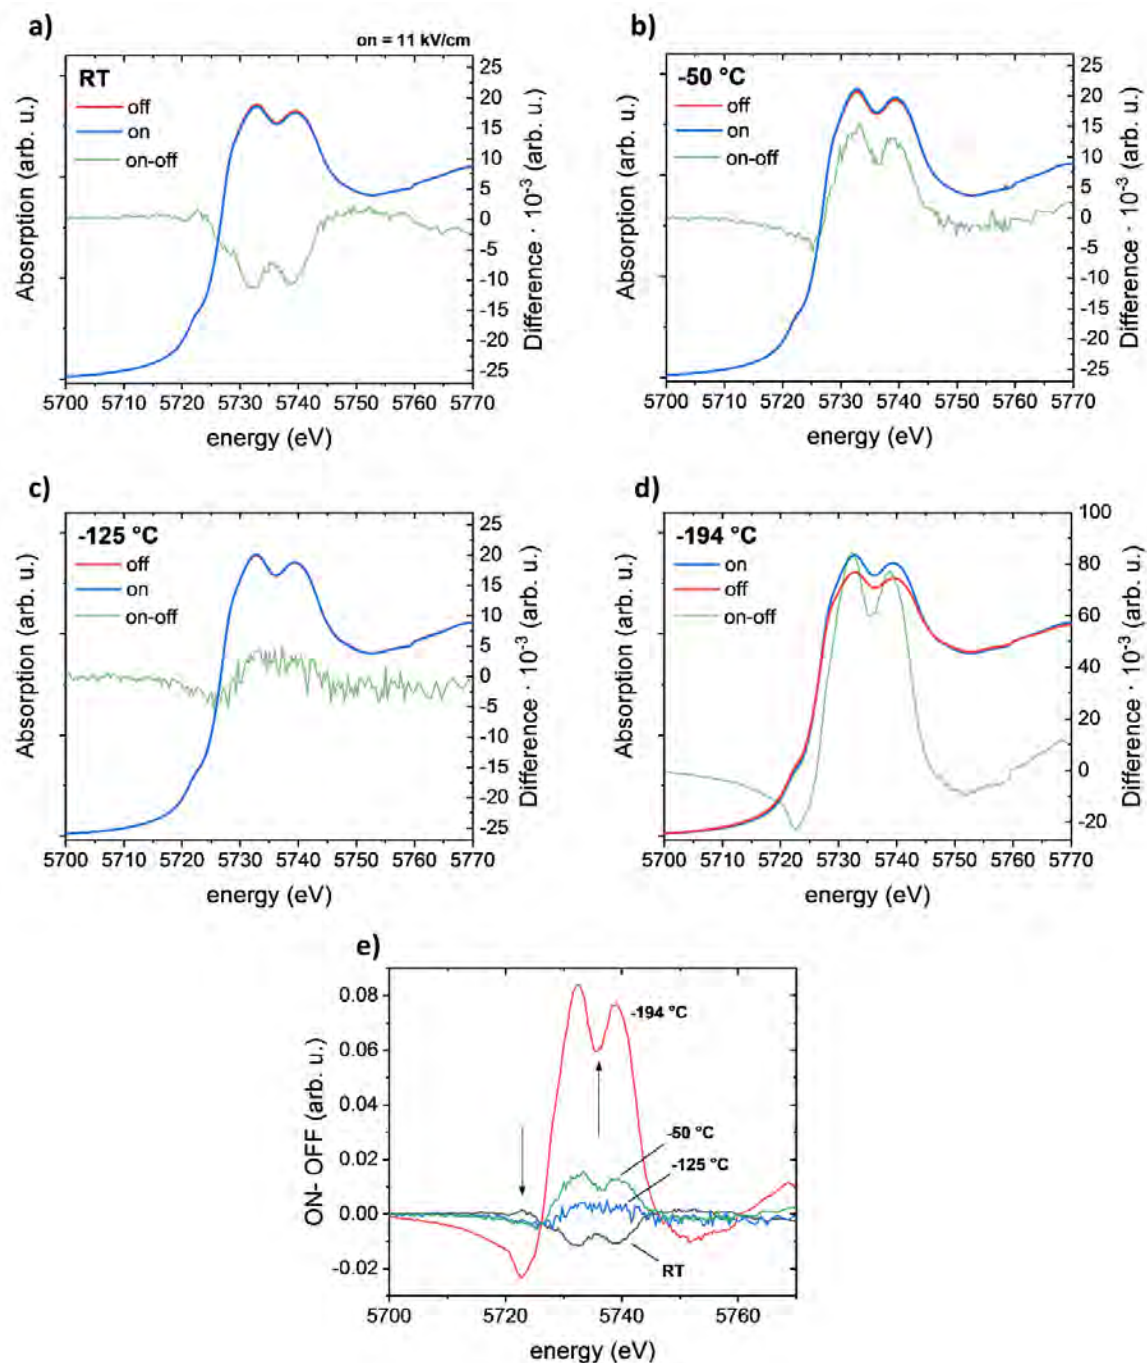 a)
on = 11 kV/cm
RT
off
on
on-off
Absorption (arb. u.)
25
20
15
10
5
0
-5
-10
-15
-20
-25
Difference · 10⁻³ (arb. u.)
5700 5710 5720 5730 5740 5750 5760 5770
energy (eV)
b)
-50 °C
off
on
on-off
Absorption (arb. u.)
25
20
15
10
5
0
-5
-10
-15
-20
-25
Difference · 10⁻³ (arb. u.)
5700 5710 5720 5730 5740 5750 5760 5770
energy (eV)
c)
-125 °C
off
on
on-off
Absorption (arb. u.)
25
20
15
10
5
0
-5
-10
-15
-20
-25
Difference · 10⁻³ (arb. u.)
5700 5710 5720 5730 5740 5750 5760 5770
energy (eV)
d)
-194 °C
on
off
on-off
Absorption (arb. u.)
100
80
60
40
20
0
-20
Difference · 10⁻³ (arb. u.)
5700 5710 5720 5730 5740 5750 5760 5770
energy (eV)
e)
ON- OFF (arb. u.)
0.08
0.06
0.04
0.02
0.00
-0.02
-194 °C
-50 °C
-125 °C
RT
5700 5720 5740 5760
energy (eV)